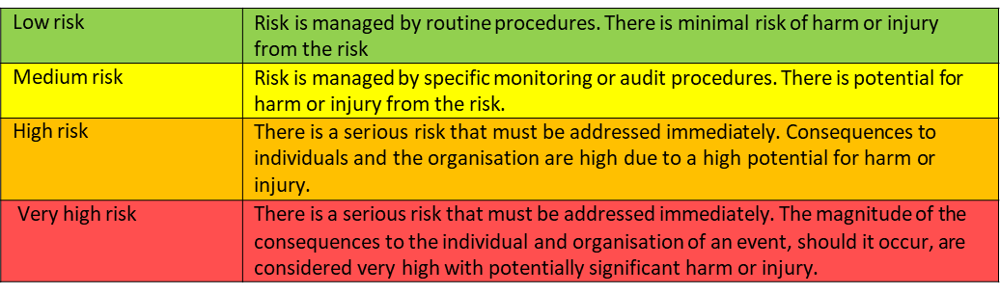 Low risk
Risk is managed by routine procedures. There is minimal risk of harm or injury
from the risk
Medium risk
Risk is managed by specific monitoring or audit procedures. There is potential for
harm or injury from the risk.
High risk
There is a serious risk that must be addressed immediately. Consequences to
individuals and the organisation are high due to a high potential for harm or
injury.
Very high risk
There is a serious risk that must be addressed immediately. The magnitude of the
consequences to the individual and organisation of an event, should it occur, are
considered very high with potentially significant harm or injury.